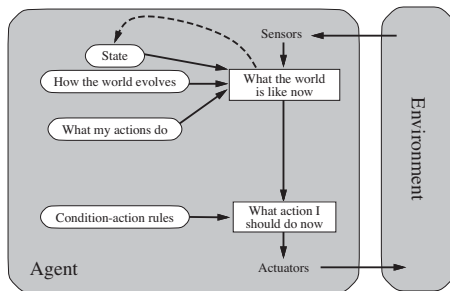 Sensors
State
How the world evolves
What the world
is like now
What my actions do
Environment
Condition-action rules
What action I
should do now
Agent
Actuators